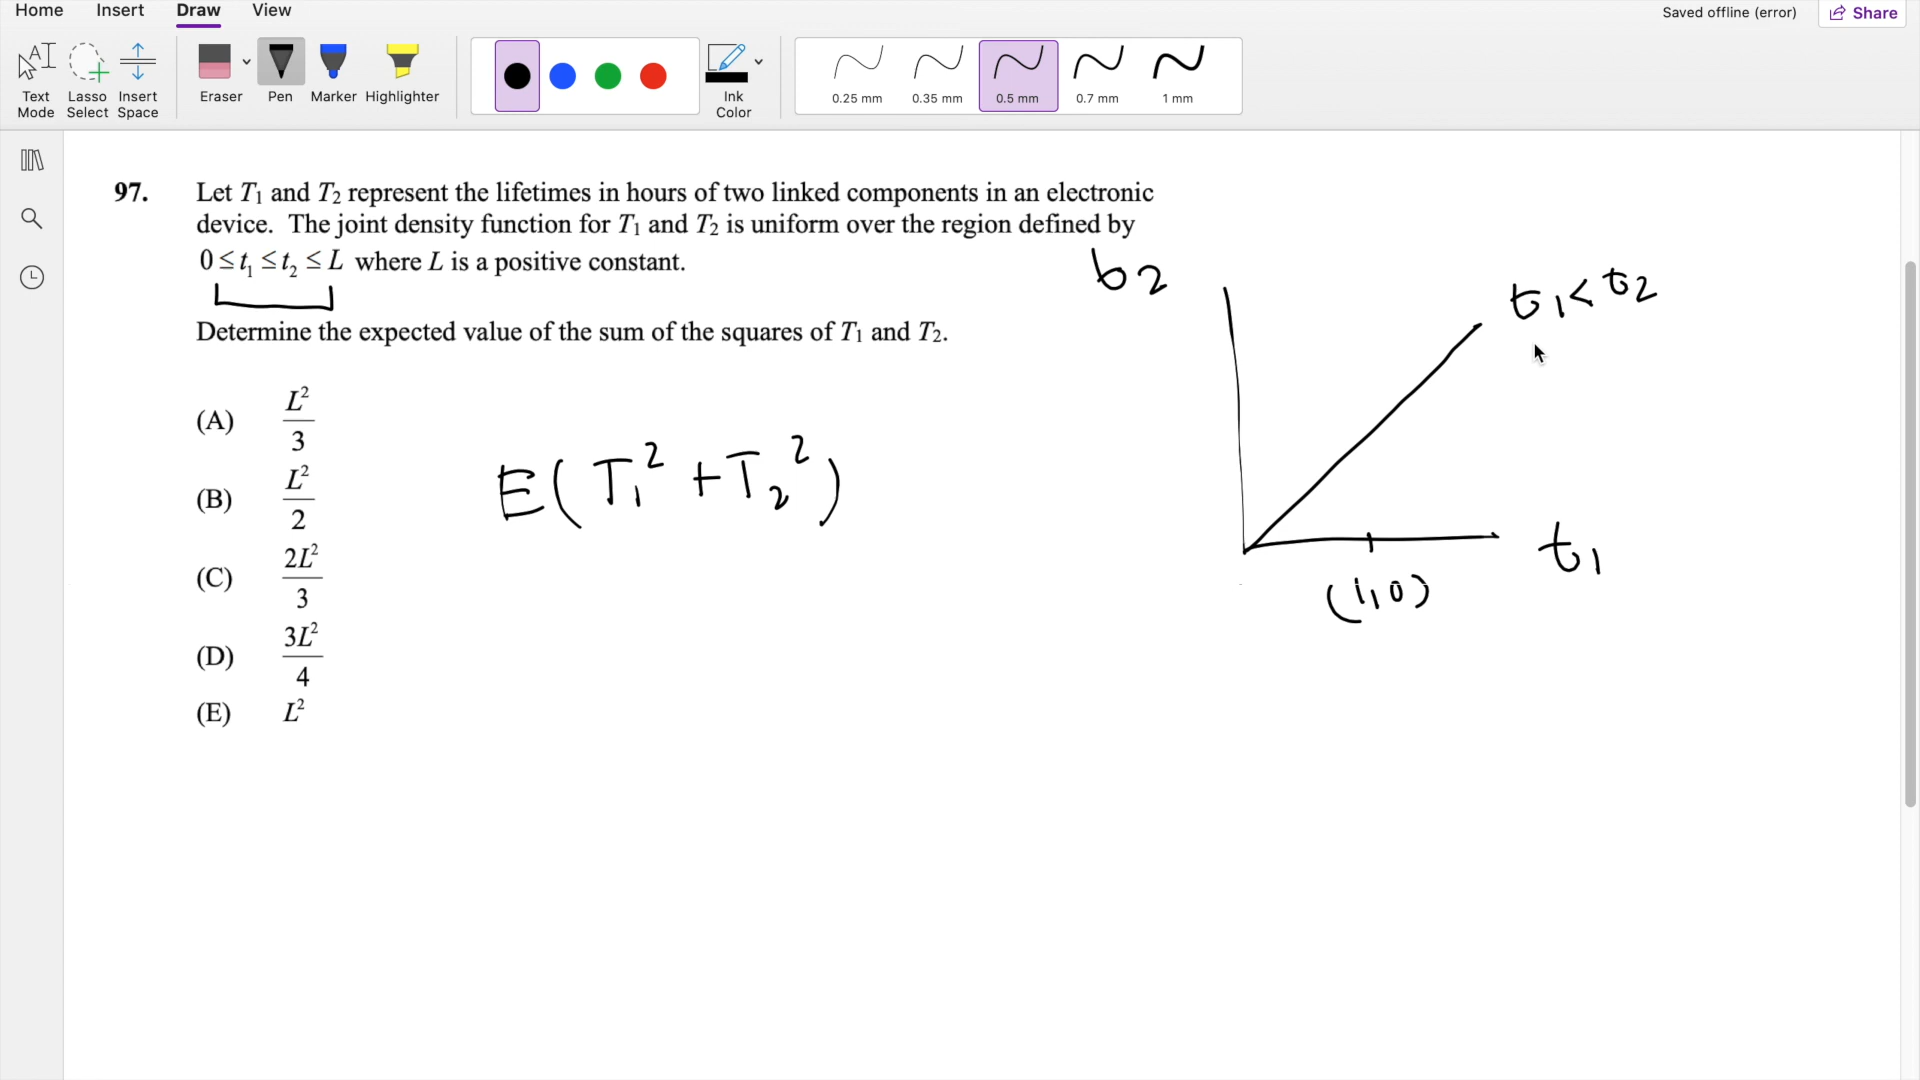 Home Insert Draw View
Saved offline (error) Share
Text Mode Lasso Select Insert Space Eraser Pen Marker Highlighter Ink Color 0.25 mm 0.35 mm 0.5 mm 0.7 mm 1 mm
97. Let T₁ and T₂ represent the lifetimes in hours of two linked components in an electronic
device. The joint density function for T₁ and T₂ is uniform over the region defined by
0 ≤ t₁ ≤ t₂ ≤ L where L is a positive constant.
Determine the expected value of the sum of the squares of T₁ and T₂.
(A) L²/3
(B) L²/2
(C) 2L²/3
(D) 3L²/4
(E) L²
E(T₁² + T₂²)
t₂
t₁ < t₂
t₁
(1,0)